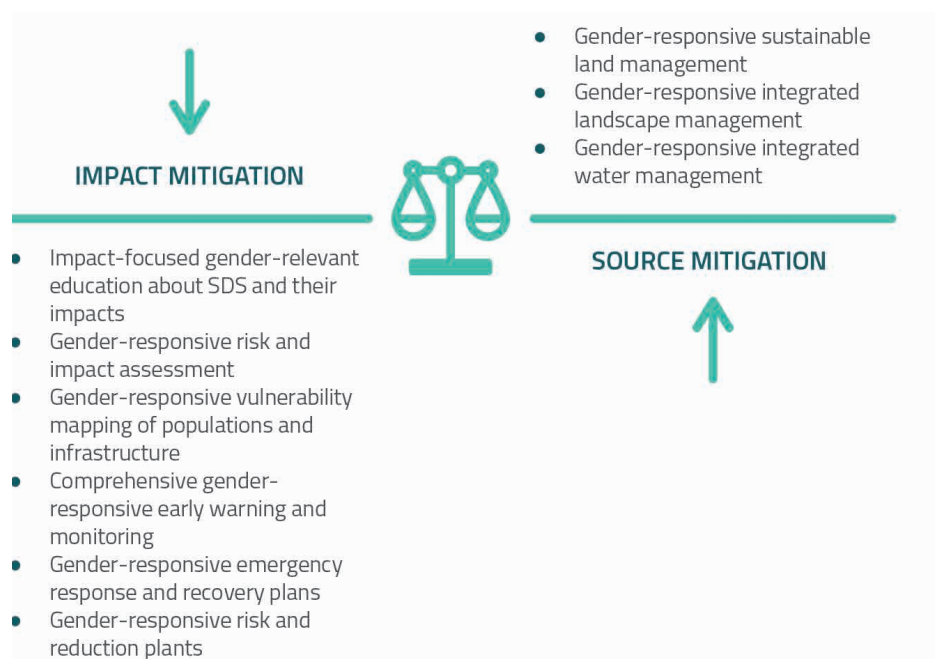 IMPACT MITIGATION
• Impact-focused gender-relevant
education about SDS and their
impacts
• Gender-responsive risk and
impact assessment
• Gender-responsive vulnerability
mapping of populations and
infrastructure
• Comprehensive gender-
responsive early warning and
monitoring
• Gender-responsive emergency
response and recovery plans
• Gender-responsive risk and
reduction plants
• Gender-responsive sustainable
land management
• Gender-responsive integrated
landscape management
• Gender-responsive integrated
water management
SOURCE MITIGATION